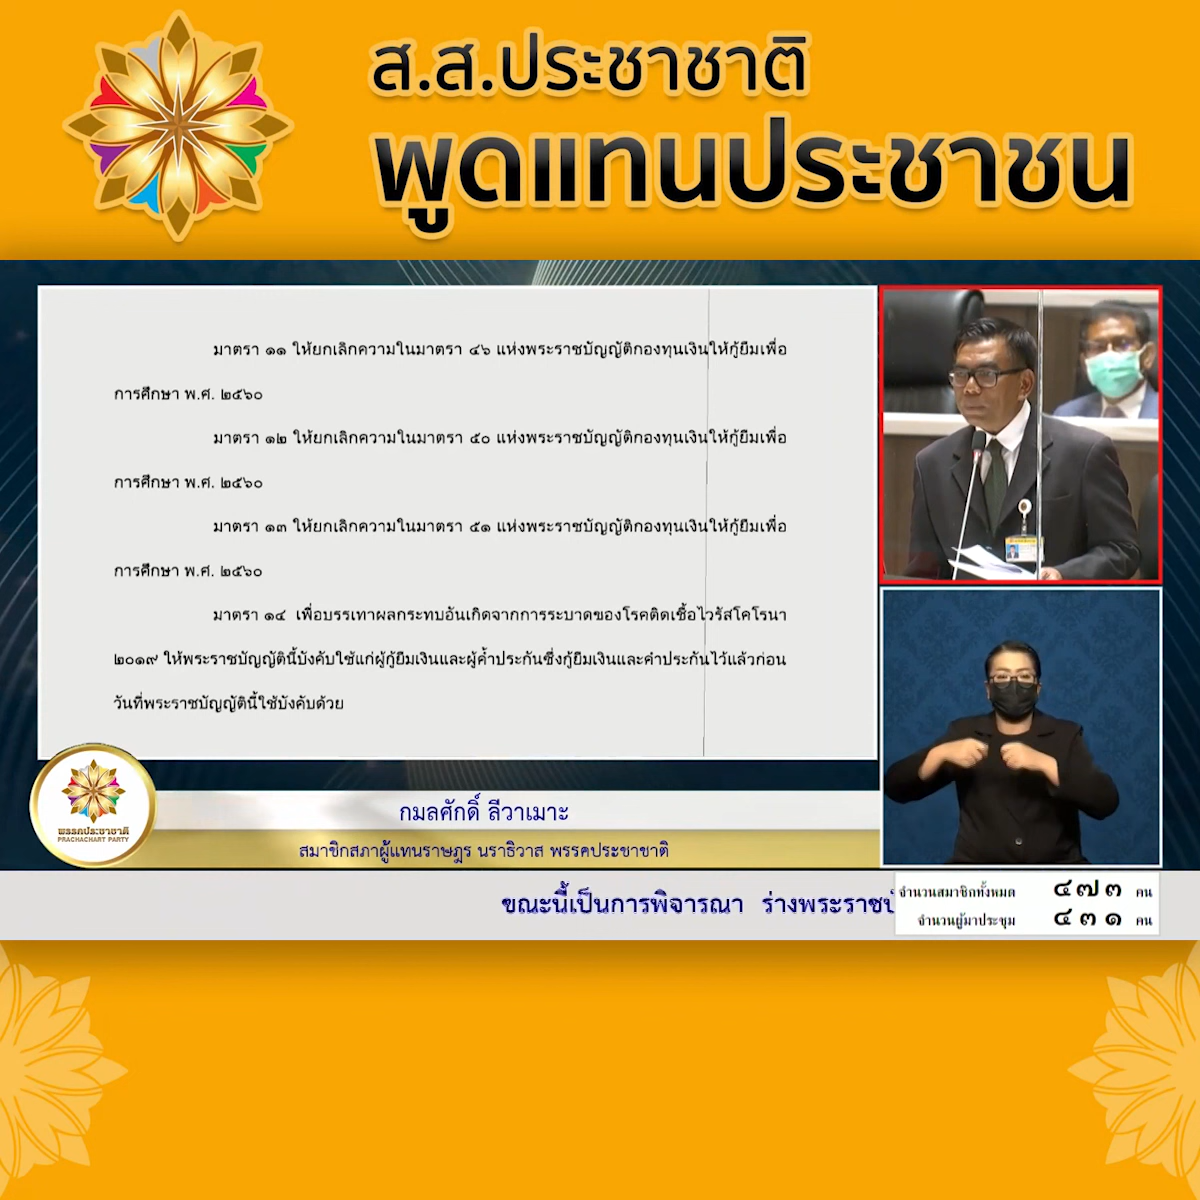 ส.ส.ประชาชาติ
พูดแทนประชาชน
มาตรา ๑๑ ให้ยกเลิกความในมาตรา ๔๖ แห่งพระราชบัญญัติกองทุนเงินให้กู้ยืมเพื่อ
การศึกษา พ.ศ. ๒๕๖๐
มาตรา ๑๒ ให้ยกเลิกความในมาตรา ๕๐ แห่งพระราชบัญญัติกองทุนเงินให้กู้ยืมเพื่อ
การศึกษา พ.ศ. ๒๕๖๐
มาตรา ๑๓ ให้ยกเลิกความในมาตรา ๕๑ แห่งพระราชบัญญัติกองทุนเงินให้กู้ยืมเพื่อ
การศึกษา พ.ศ. ๒๕๖๐
มาตรา ๑๔ เพื่อบรรเทาผลกระทบอันเกิดจากการระบาดของโรคติดเชื้อไวรัสโคโรนา
๒๐๑๙ ให้พระราชบัญญัตินี้บังคับใช้แก่ผู้กู้ยืมเงินและผู้ค้ำประกันซึ่งกู้ยืมเงินและค้ำประกันไว้แล้วก่อน
วันที่พระราชบัญญัตินี้ใช้บังคับด้วย
พรรคประชาชาติ
PRACHACHART PARTY
กมลศักดิ์ ลีวาเมาะ
สมาชิกสภาผู้แทนราษฎร นราธิวาส พรรคประชาชาติ
ขณะนี้เป็นการพิจารณา ร่างพระราชบั
จำนวนสมาชิกทั้งหมด ๔๗๓ คน
จำนวนผู้มาประชุม ๔๓๑ คน